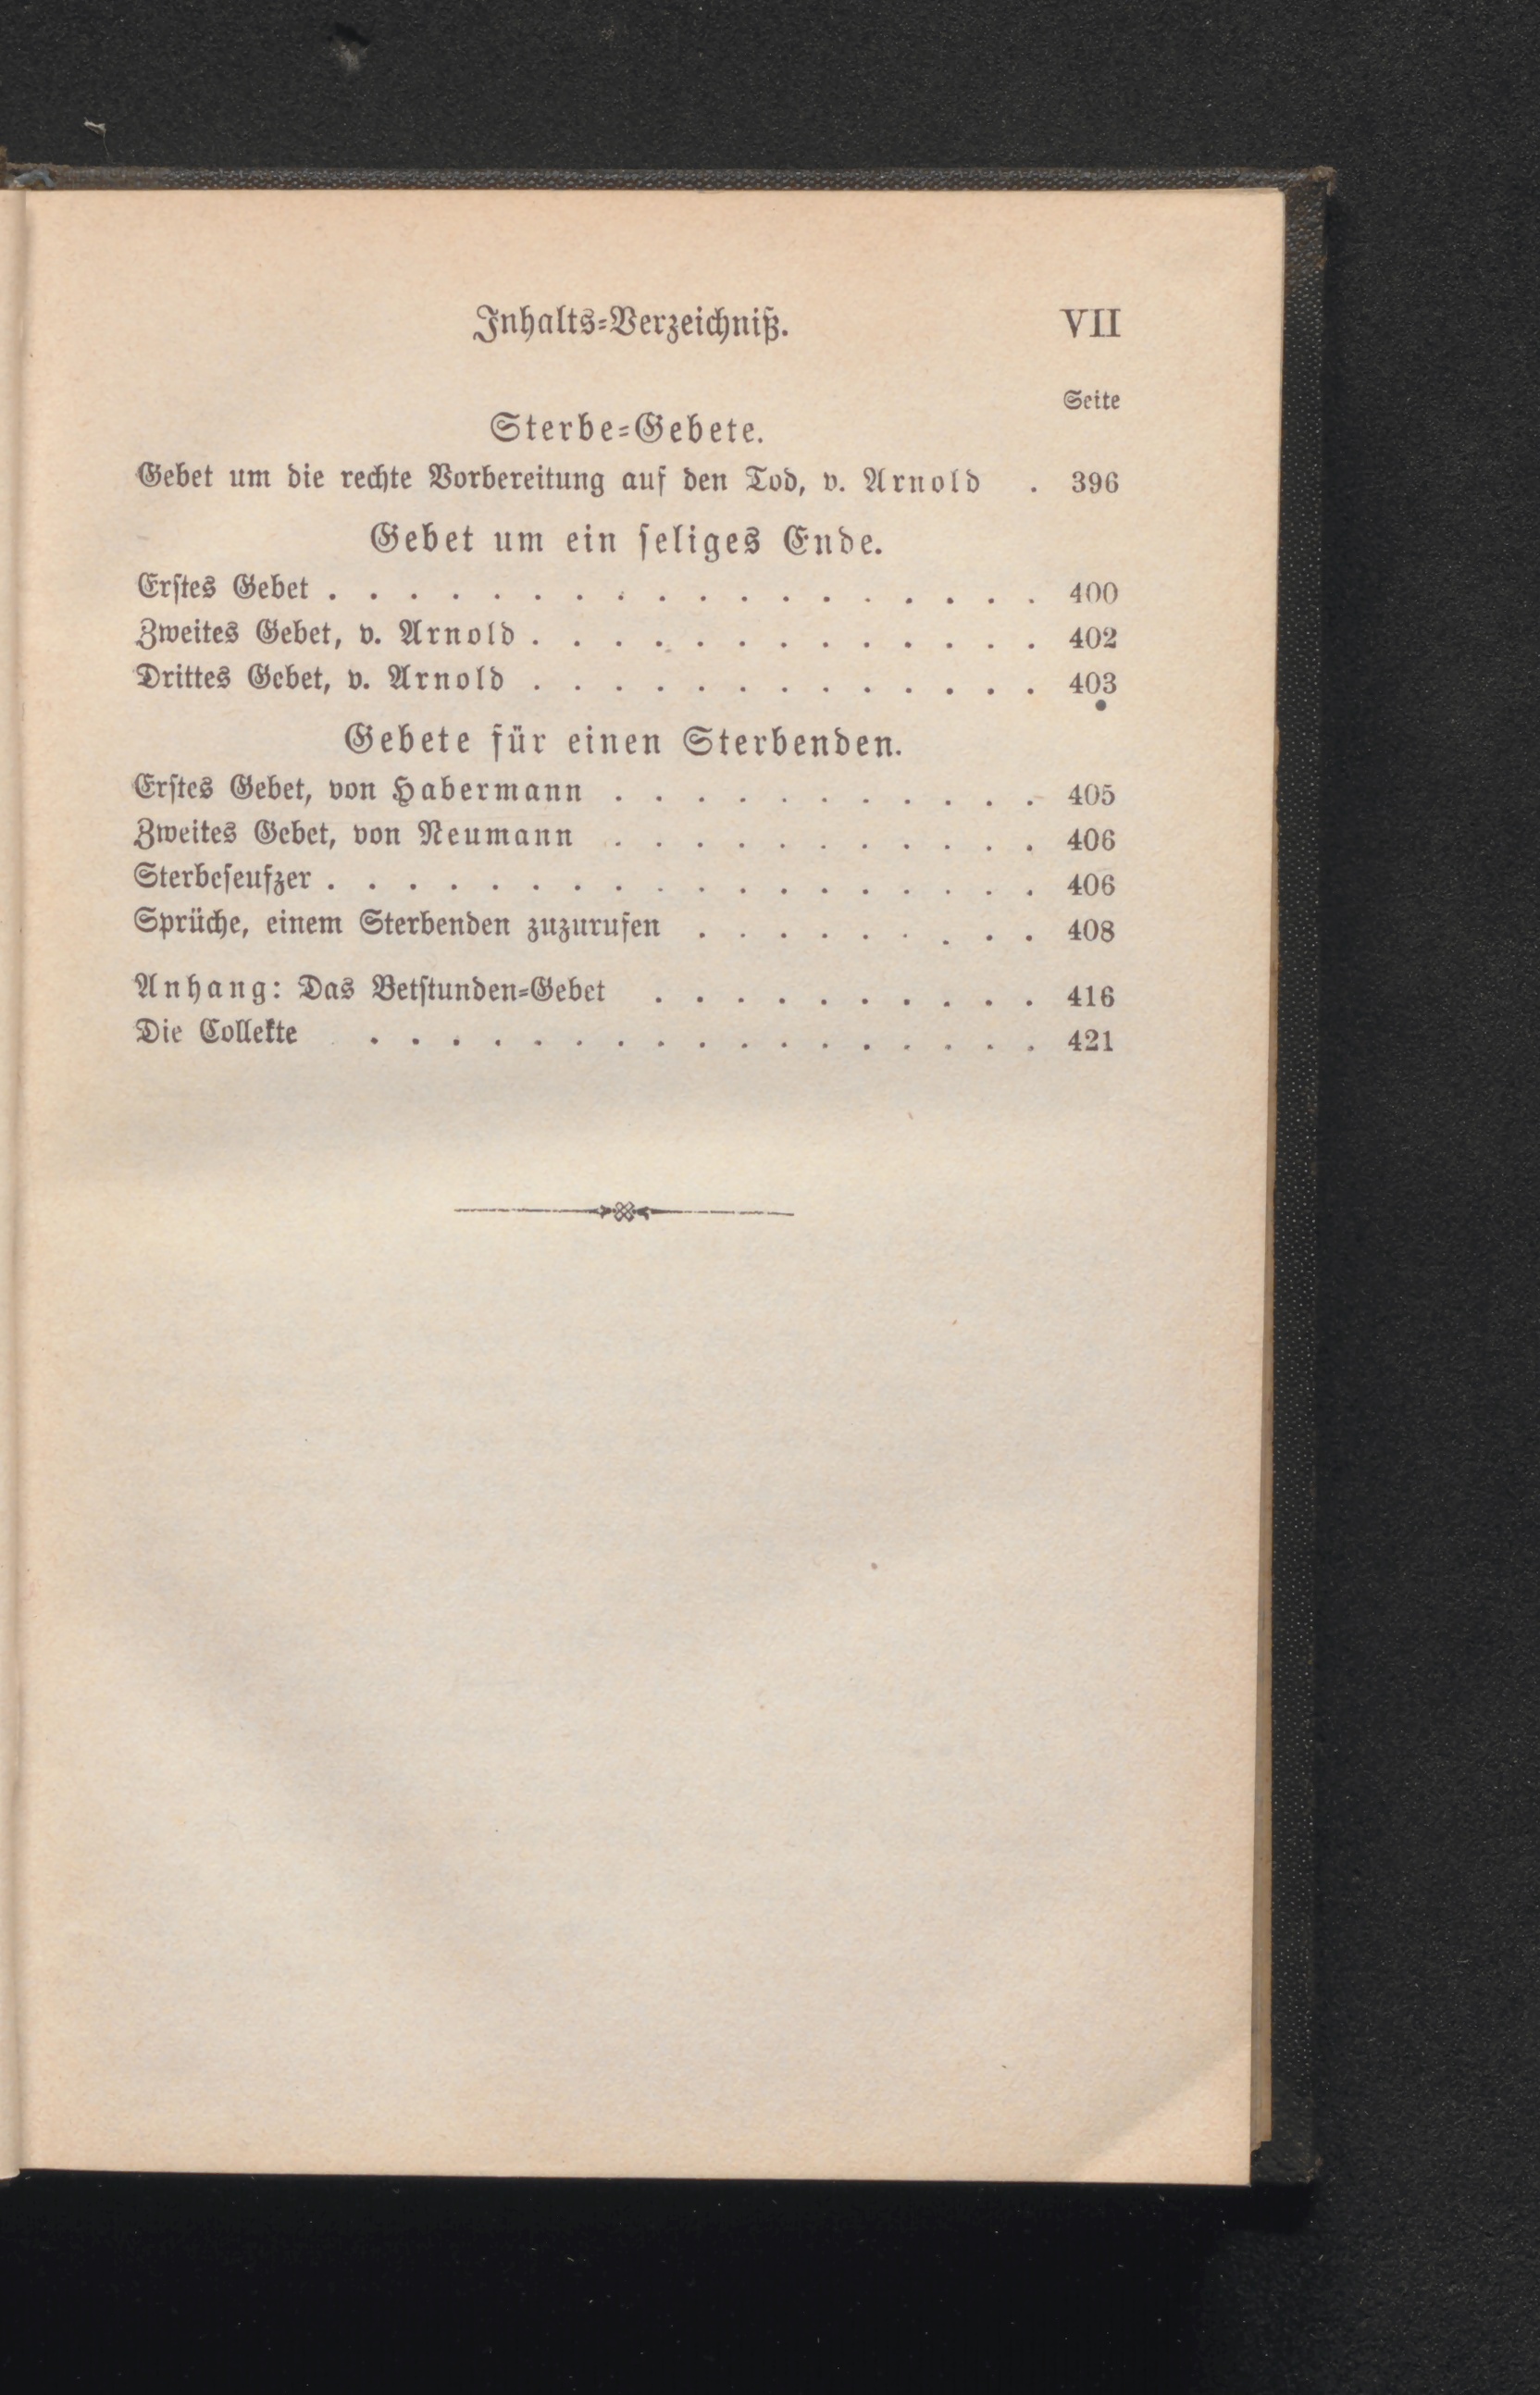 Inhalts-Verzeichniß. VII
Seite
Sterbe-Gebete.
Gebet um die rechte Vorbereitung auf den Tod, v. Arnold . 396
Gebet um ein seliges Ende.
Erstes Gebet . . . . . . . . . . . . . . . . . . 400
Zweites Gebet, v. Arnold . . . . . . . . . . . . . 402
Drittes Gebet, v. Arnold . . . . . . . . . . . . . 403
Gebete für einen Sterbenden.
Erstes Gebet, von Habermann . . . . . . . . . . . 405
Zweites Gebet, von Neumann . . . . . . . . . . . 406
Sterbeseufzer . . . . . . . . . . . . . . . . . . 406
Sprüche, einem Sterbenden zuzurufen . . . . . . . . . 408
Anhang: Das Betstunden-Gebet . . . . . . . . . . 416
Die Collekte . . . . . . . . . . . . . . . . . 421